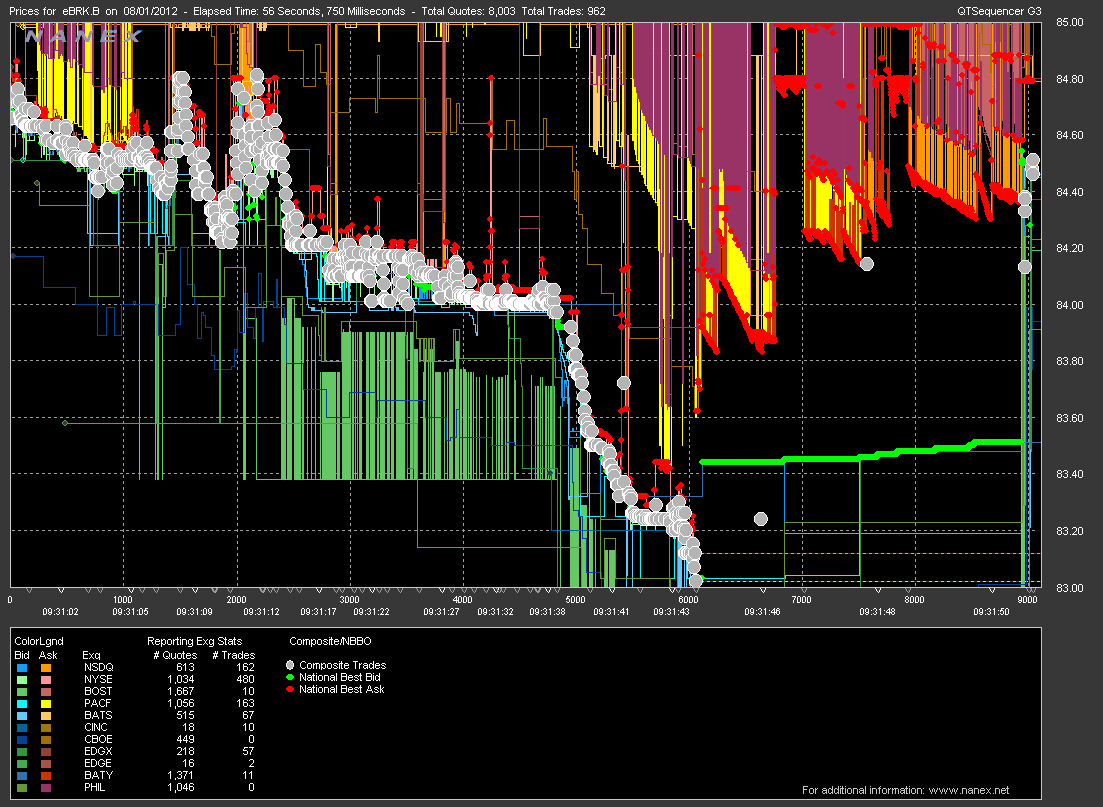 Prices for eBRK.B on 08/01/2012 - Elapsed Time: 56 Seconds, 750 Milliseconds - Total Quotes: 8,003 Total Trades: 962 QTSequencer G3
NANEX
85.00
84.80
84.60
84.40
84.20
84.00
83.80
83.60
83.40
83.20
83.00
0 1000 2000 3000 4000 5000 6000 7000 8000 9000
09:31:02 09:31:05 09:31:09 09:31:12 09:31:17 09:31:22 09:31:27 09:31:32 09:31:38 09:31:41 09:31:43 09:31:46 09:31:48 09:31:50
ColorLgnd Reporting Exg Stats Composite/NBBO
Bid Ask Exq # Quotes # Trades
NSDQ 613 162 Composite Trades
NYSE 1,034 480 National Best Bid
BOST 1,667 10 National Best Ask
PACF 1,056 163
BATS 515 67
CINC 18 10
CBOE 449 0
EDGX 218 57
EDGE 16 2
BATY 1,371 11
PHIL 1,046 0
For additional information: www.nanex.net